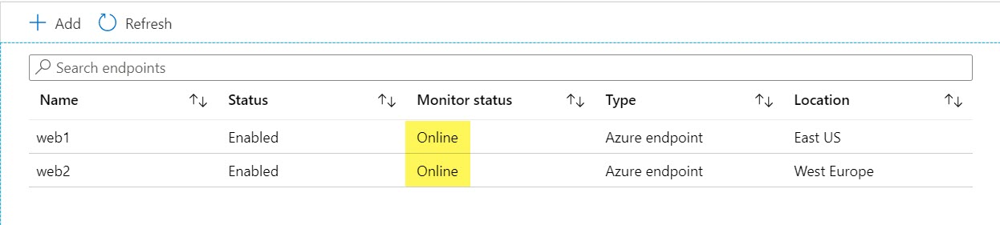 Add Refresh
Search endpoints
Name Status Monitor status Type Location
web1 Enabled Online Azure endpoint East US
web2 Enabled Online Azure endpoint West Europe